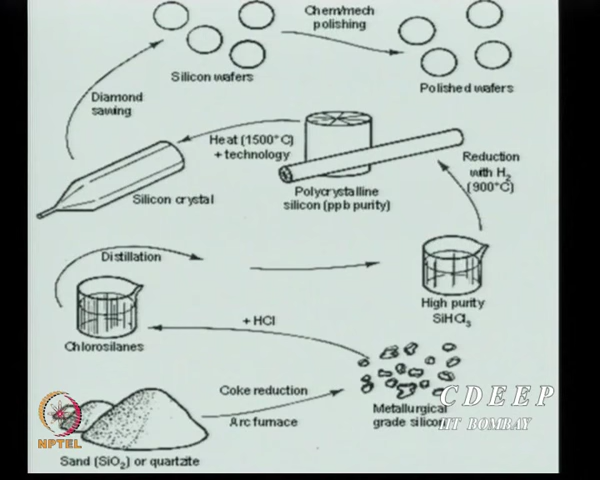 Chem/mech
polishing
Silicon wafers
Polished wafers
Diamond
sawing
Heat (1500°C)
+ technology
Reduction
with H2
(900°C)
Silicon crystal
Polycrystalline
silicon (ppb purity)
Distillation
High purity
SiHCl3
+ HCl
Chlorosilanes
Coke reduction
Arc furnace
Metallurgical
grade silicon
CDEEP
IIT BOMBAY
NPTEL
Sand (SiO2) or quartzite